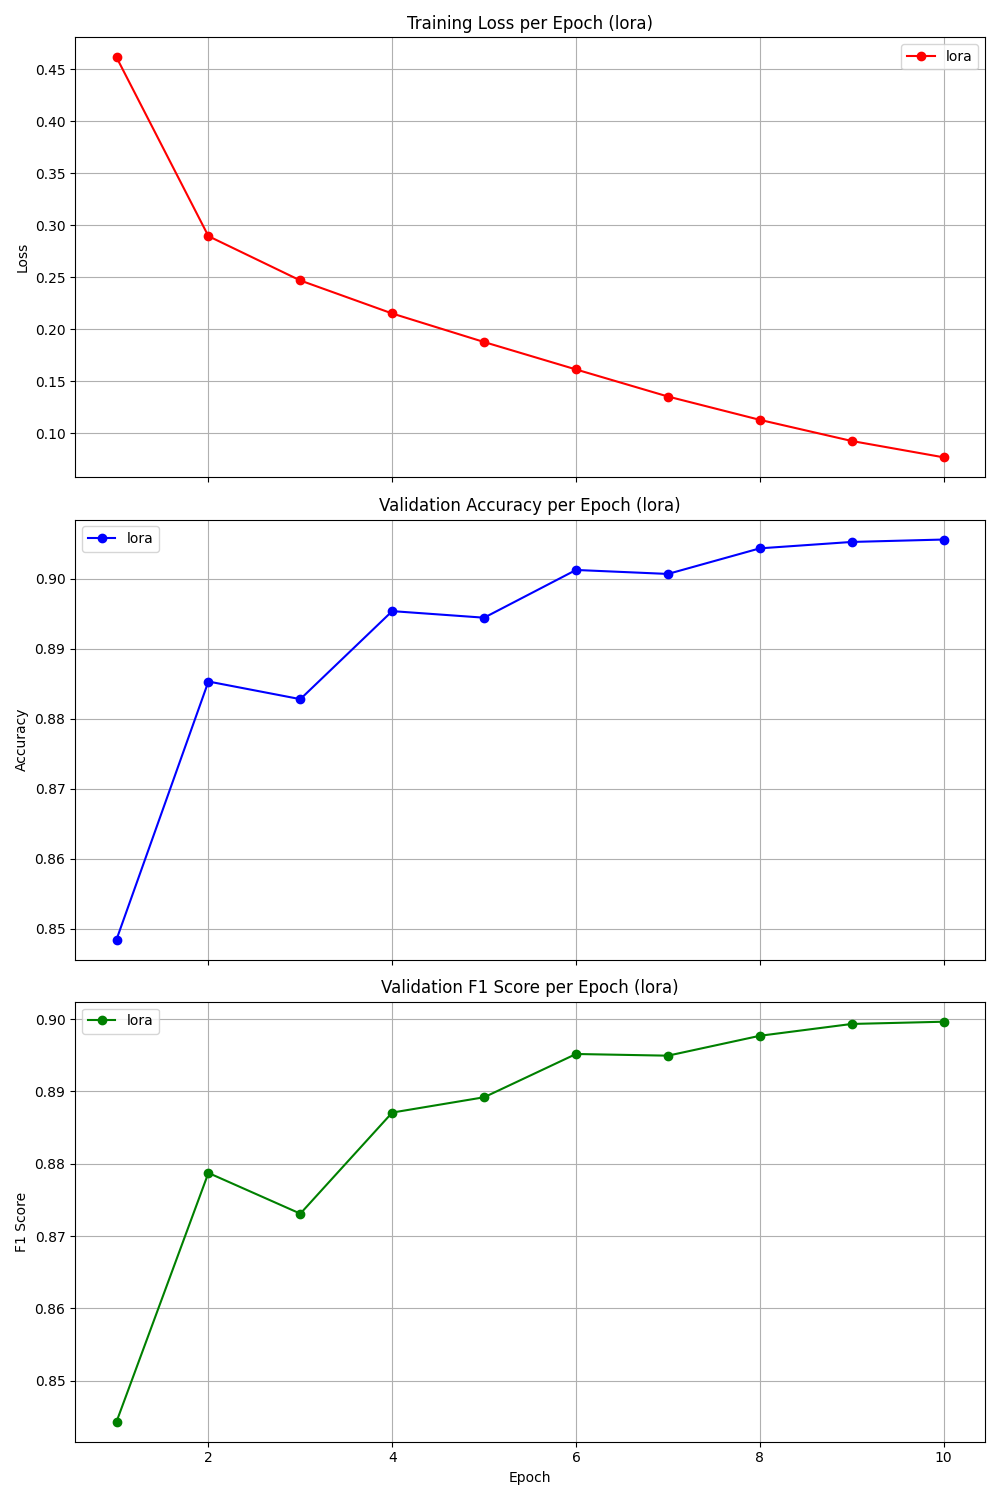 Training Loss per Epoch (lora)
lora
0.45
0.40
0.35
0.30
0.25
0.20
0.15
0.10
Loss
Validation Accuracy per Epoch (lora)
lora
0.90
0.89
0.88
0.87
0.86
0.85
Accuracy
Validation F1 Score per Epoch (lora)
lora
0.90
0.89
0.88
0.87
0.86
0.85
F1 Score
2 4 6 8 10
Epoch